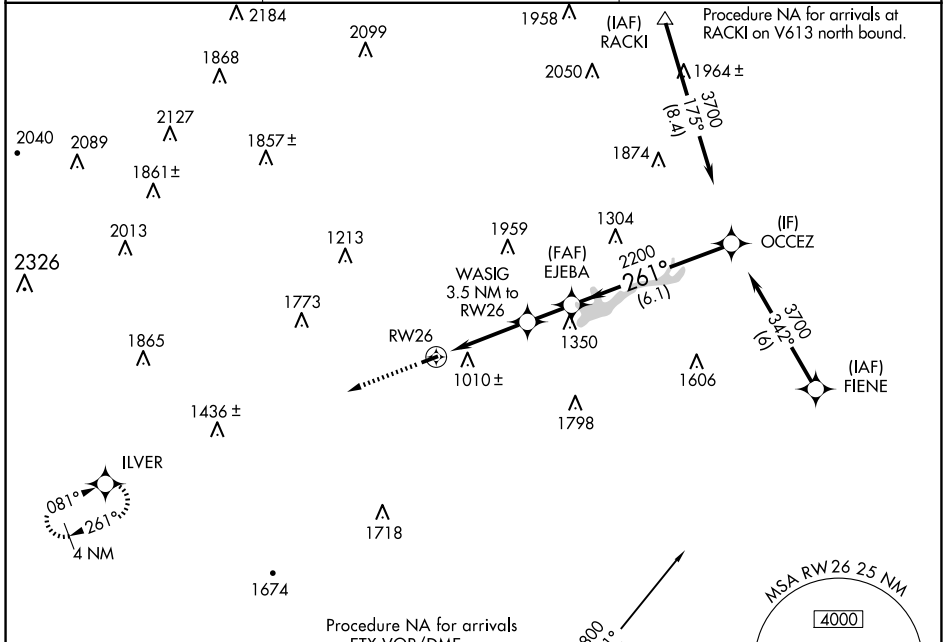 2184
1958
(IAF)
RACKI
Procedure NA for arrivals at
RACKI on V613 north bound.
2099
1868
2050
1964 ±
3700
175°
(8.4)
2127
2040
2089
1857 ±
1874
1861 ±
2013
1213
1959
1304
(IF)
OCCEZ
2326
(FAF)
EJEBA
2200
261°
(6.1)
WASIG
3.5 NM to
RW26
1773
3700
342°
(6)
RW26
1350
1865
1010 ±
1606
(IAF)
FIENE
1798
1436 ±
ILVER
081°
261°
4 NM
1718
1674
MSA RW 26 25 NM
4000
Procedure NA for arrivals